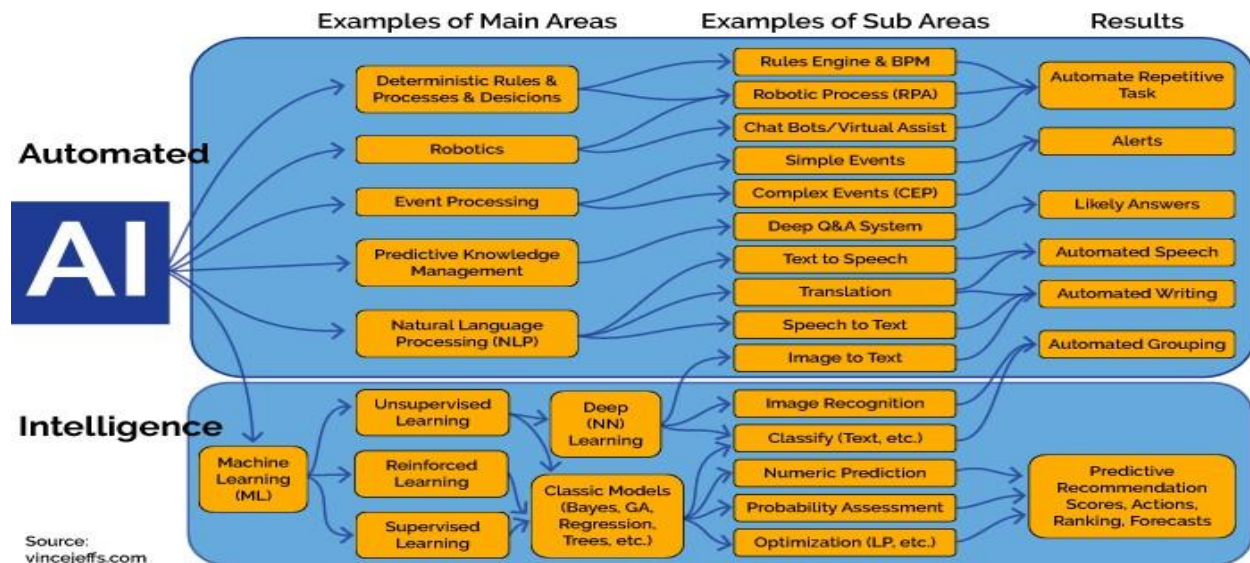 Examples of Main Areas
Examples of Sub Areas
Results
Automated
AI
Deterministic Rules &
Processes & Desicions
Robotics
Event Processing
Predictive Knowledge
Management
Natural Language
Processing (NLP)
Rules Engine & BPM
Robotic Process (RPA)
Chat Bots/Virtual Assist
Simple Events
Complex Events (CEP)
Deep Q&A System
Text to Speech
Translation
Speech to Text
Image to Text
Automate Repetitive
Task
Alerts
Likely Answers
Automated Speech
Automated Writing
Automated Grouping
Intelligence
Machine
Learning
(ML)
Unsupervised
Learning
Reinforced
Learning
Supervised
Learning
Deep
(NN)
Learning
Classic Models
(Bayes, GA,
Regression,
Trees, etc.)
Image Recognition
Classify (Text, etc.)
Numeric Prediction
Probability Assessment
Optimization (LP, etc.)
Predictive
Recommendation
Scores, Actions,
Ranking, Forecasts
Source:
vincejeffs.com